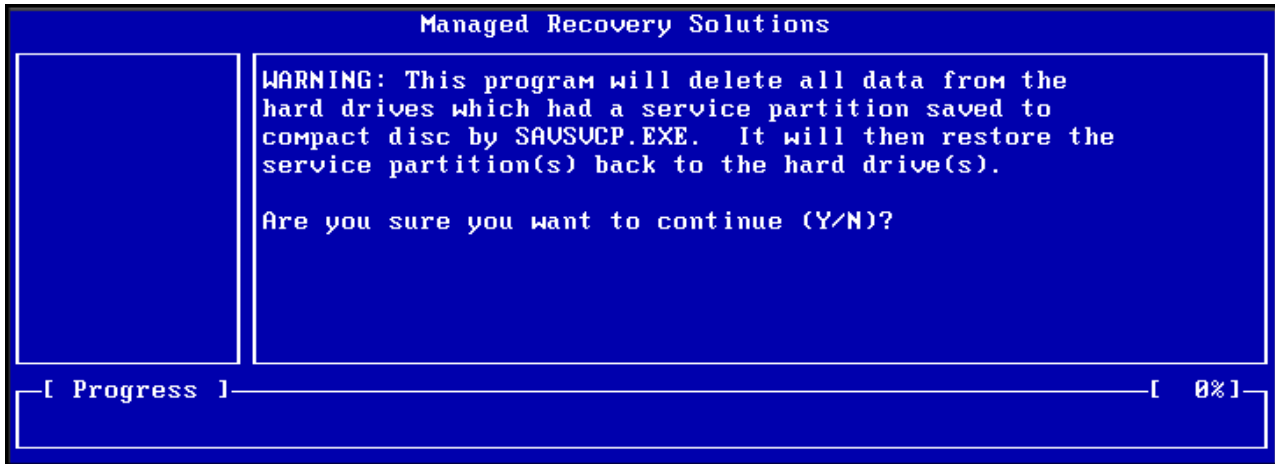 Managed Recovery Solutions
WARNING: This program will delete all data from the
hard drives which had a service partition saved to
compact disc by SAVSVCP.EXE.  It will then restore the
service partition(s) back to the hard drive(s).
Are you sure you want to continue (Y/N)?
[ Progress ] [ 0%]